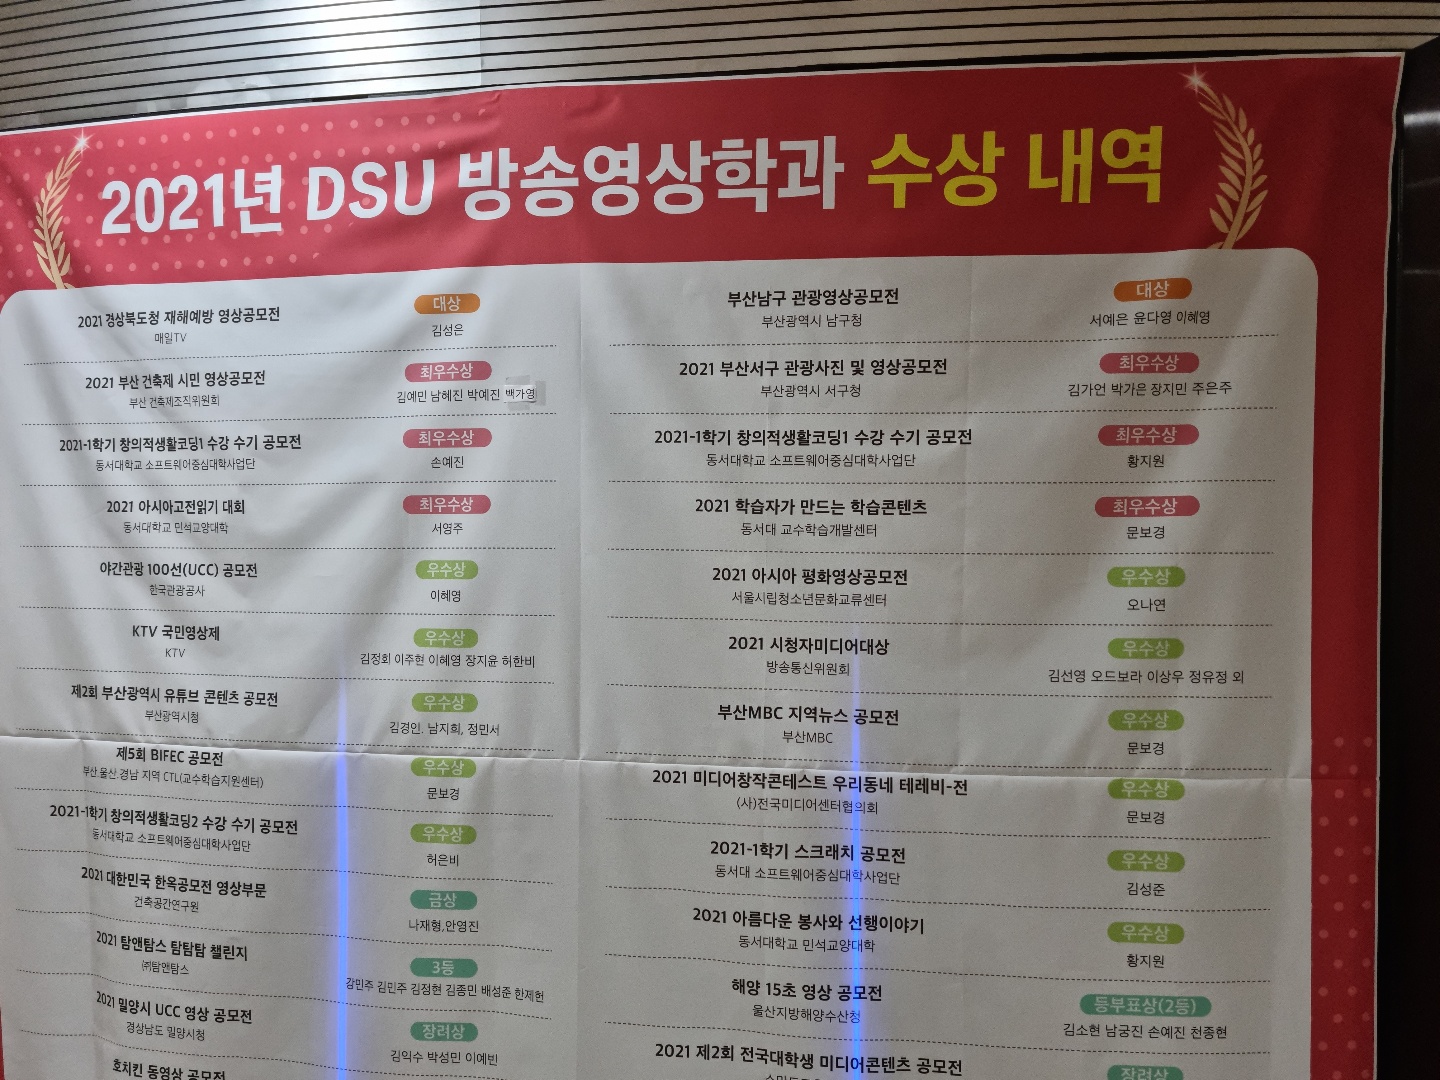 2021년 DSU 방송영상학과 수상 내역
2021 경상북도청 재해예방 영상공모전
매일TV
대상
김성은
2021 부산 건축제 시민 영상공모전
부산 건축제조직위원회
최우수상
김예민 남혜진 박예진 백가영
2021-1학기 창의적생활코딩1 수강 수기 공모전
동서대학교 소프트웨어중심대학사업단
최우수상
손예진
2021 아시아고전읽기 대회
동서대학교 민석교양대학
최우수상
서영주
야간관광 100선(UCC) 공모전
한국관광공사
우수상
이혜영
KTV 국민영상제
KTV
우수상
김정회 이주현 이혜영 장지윤 허한비
제2회 부산광역시 유튜브 콘텐츠 공모전
부산광역시청
우수상
김경인. 남지희, 정민서
제5회 BIFEC 공모전
부산.울산.경남 지역 CTL(교수학습지원센터)
우수상
문보경
2021-1학기 창의적생활코딩2 수강 수기 공모전
동서대학교 소프트웨어중심대학사업단
우수상
허은비
2021 대한민국 한옥공모전 영상부문
건축공간연구원
금상
나재형,안영진
2021 탐앤탐스 탐탐탐 챌린지
㈜탐앤탐스
3등
강민주 김민주 김정현 김종민 배성준 한제헌
2021 밀양시 UCC 영상 공모전
경상남도 밀양시청
장려상
김익수 박성민 이예빈
호치킨 동영상 공모전
부산남구 관광영상공모전
부산광역시 남구청
대상
서예은 윤다영 이혜영
2021 부산서구 관광사진 및 영상공모전
부산광역시 서구청
최우수상
김가언 박가은 장지민 주은주
2021-1학기 창의적생활코딩1 수강 수기 공모전
동서대학교 소프트웨어중심대학사업단
최우수상
황지원
2021 학습자가 만드는 학습콘텐츠
동서대 교수학습개발센터
최우수상
문보경
2021 아시아 평화영상공모전
서울시립청소년문화교류센터
우수상
오나연
2021 시청자미디어대상
방송통신위원회
우수상
김선영 오드보라 이상우 정유정 외
부산MBC 지역뉴스 공모전
부산MBC
우수상
문보경
2021 미디어창작콘테스트 우리동네 테레비-전
(사)전국미디어센터협의회
우수상
문보경
2021-1학기 스크래치 공모전
동서대 소프트웨어중심대학사업단
우수상
김성준
2021 아름다운 봉사와 선행이야기
동서대학교 민석교양대학
우수상
황지원
해양 15초 영상 공모전
울산지방해양수산청
등부표상(2등)
김소현 남궁진 손예진 천종현
2021 제2회 전국대학생 미디어콘텐츠 공모전
장려상